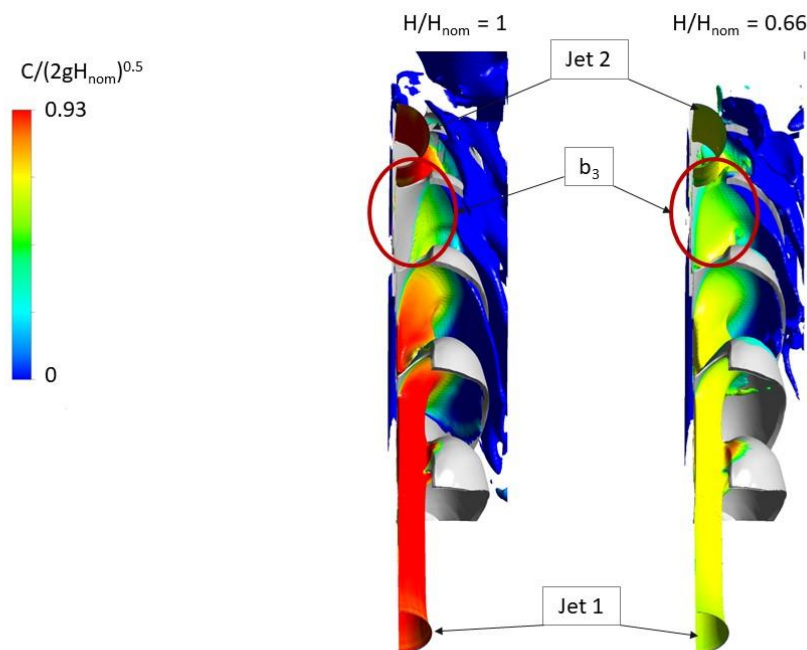 H/Hnom = 1
H/Hnom = 0.66
C/(2gHnom)0.5
0.93
0
Jet 2
b3
Jet 1